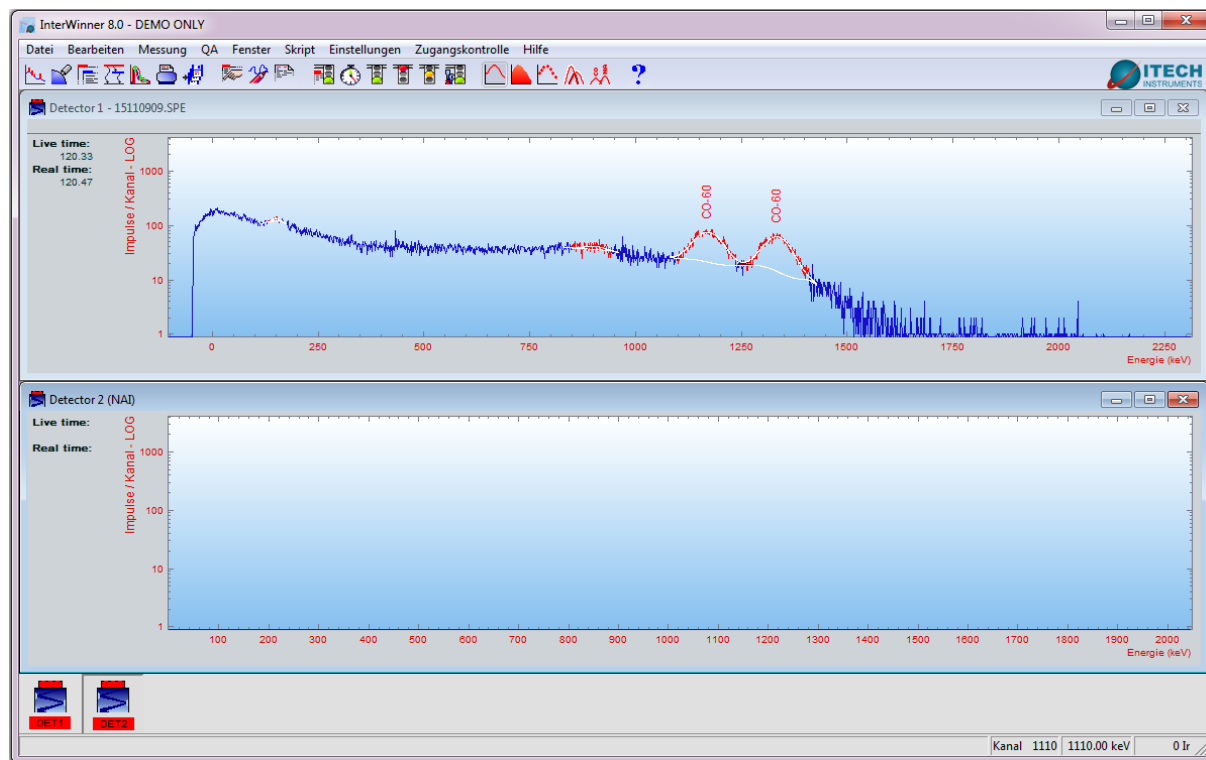 InterWinner 8.0 - DEMO ONLY
Datei Bearbeiten Messung QA Fenster Skript Einstellungen Zugangskontrolle Hilfe
ITECH
INSTRUMENTS
Detector 1 - 15110909.SPE
Live time:
120.33
Real time:
120.47
Impulse / Kanal - LOG
1000
100
10
1
CO-60
CO-60
0 250 500 750 1000 1250 1500 1750 2000 2250
Energie (keV)
Detector 2 (NAI)
Live time:
Real time:
Impulse / Kanal - LOG
1000
100
10
1
100 200 300 400 500 600 700 800 900 1000 1100 1200 1300 1400 1500 1600 1700 1800 1900 2000
Energie (keV)
DET1 DET2
Kanal 1110 1110.00 keV 0 Ir